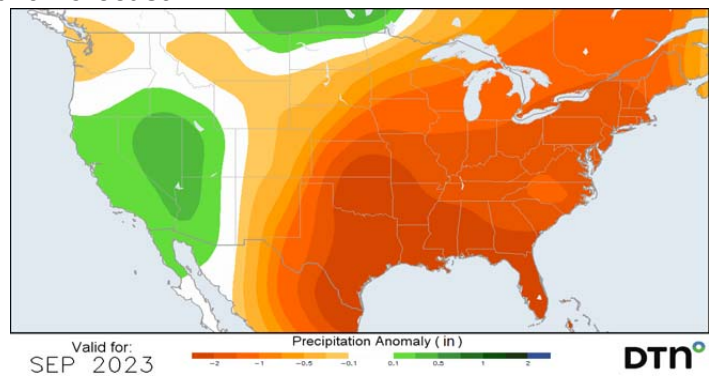 Valid for:
SEP 2023
Precipitation Anomaly ( in )
−2 −1 −0.5 −0.1 0.1 0.5 1 2
DTN